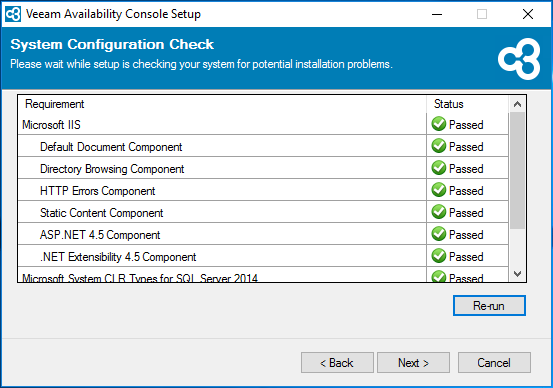 Veeam Availability Console Setup
System Configuration Check
Please wait while setup is checking your system for potential installation problems.
Requirement Status
Microsoft IIS Passed
Default Document Component Passed
Directory Browsing Component Passed
HTTP Errors Component Passed
Static Content Component Passed
ASP.NET 4.5 Component Passed
.NET Extensibility 4.5 Component Passed
Microsoft System CLR Types for SQL Server 2014 Passed
Re-run
< Back Next > Cancel